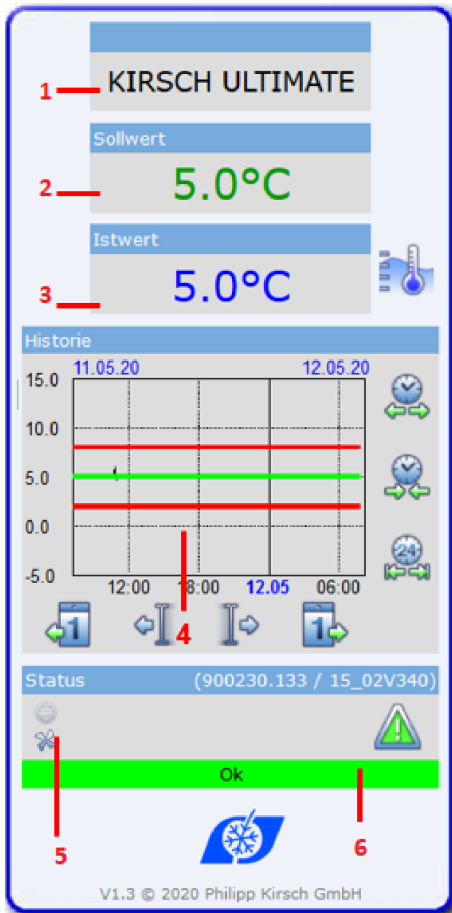 1
KIRSCH ULTIMATE
Sollwert
2
5.0°C
Istwert
3
5.0°C
Historie
11.05.20 12.05.20
15.0
10.0
5.0
0.0
-5.0
12:00 18:00 12.05 06:00
24
1 4 1
Status (900230.133 / 15_02V340)
Ok
5 6
V1.3 © 2020 Philipp Kirsch GmbH